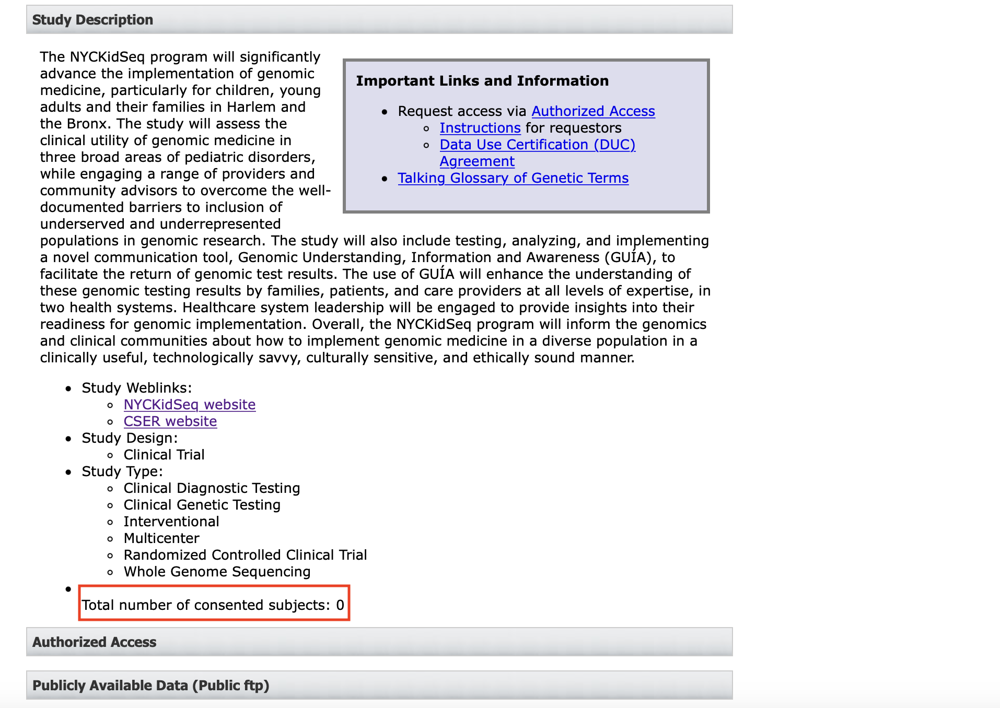 Study Description
The NYCKidSeq program will significantly
advance the implementation of genomic
medicine, particularly for children, young
adults and their families in Harlem and
the Bronx. The study will assess the
clinical utility of genomic medicine in
three broad areas of pediatric disorders,
while engaging a range of providers and
community advisors to overcome the well-
documented barriers to inclusion of
underserved and underrepresented
Important Links and Information
Request access via Authorized Access
Instructions for requestors
Data Use Certification (DUC)
Agreement
Talking Glossary of Genetic Terms
populations in genomic research. The study will also include testing, analyzing, and implementing
a novel communication tool, Genomic Understanding, Information and Awareness (GUÍA), to
facilitate the return of genomic test results. The use of GUÍA will enhance the understanding of
these genomic testing results by families, patients, and care providers at all levels of expertise, in
two health systems. Healthcare system leadership will be engaged to provide insights into their
readiness for genomic implementation. Overall, the NYCKidSeq program will inform the genomics
and clinical communities about how to implement genomic medicine in a diverse population in a
clinically useful, technologically savvy, culturally sensitive, and ethically sound manner.
Study Weblinks:
NYCKidSeq website
CSER website
Study Design:
Clinical Trial
Study Type:
Clinical Diagnostic Testing
Clinical Genetic Testing
Interventional
Multicenter
Randomized Controlled Clinical Trial
Whole Genome Sequencing
Total number of consented subjects: 0
Authorized Access
Publicly Available Data (Public ftp)